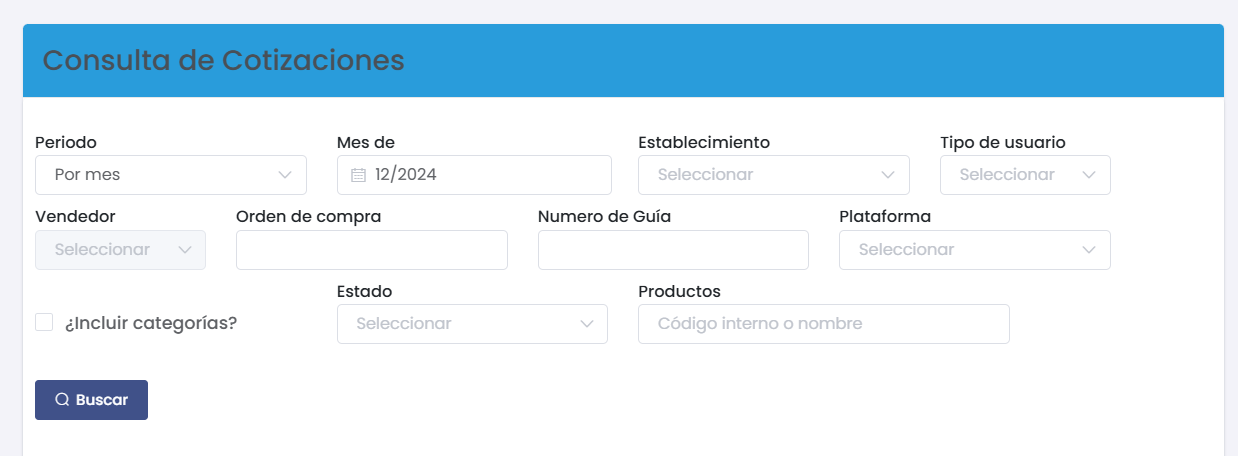 Consulta de Cotizaciones
Periodo Mes de Establecimiento Tipo de usuario
Por mes 12/2024 Seleccionar Seleccionar
Vendedor Orden de compra Numero de Guía Plataforma
Seleccionar Seleccionar
Estado Productos
¿Incluir categorías? Seleccionar Código interno o nombre
Buscar